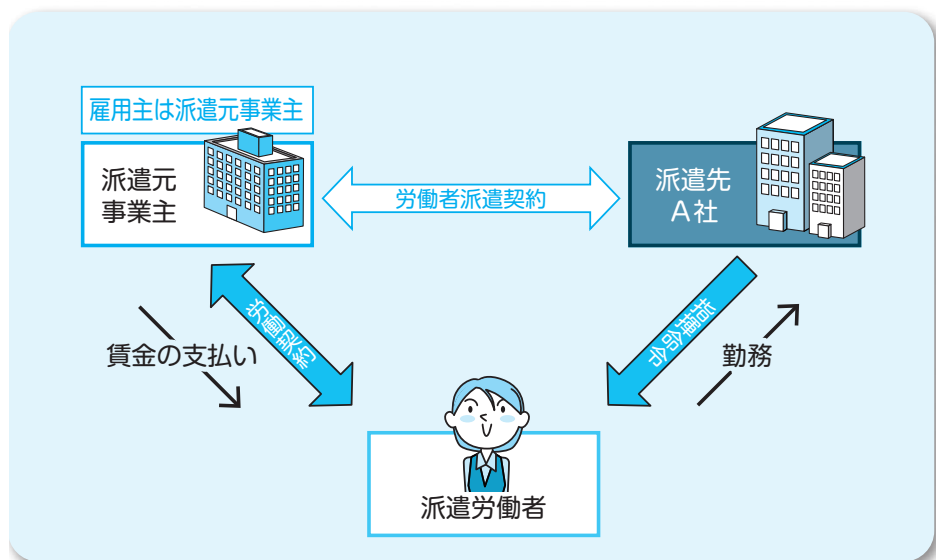 雇用主は派遣元事業主
派遣元
事業主
労働者派遣契約
派遣先
A社
賃金の支払い
労働契約
指揮命令
勤務
派遣労働者